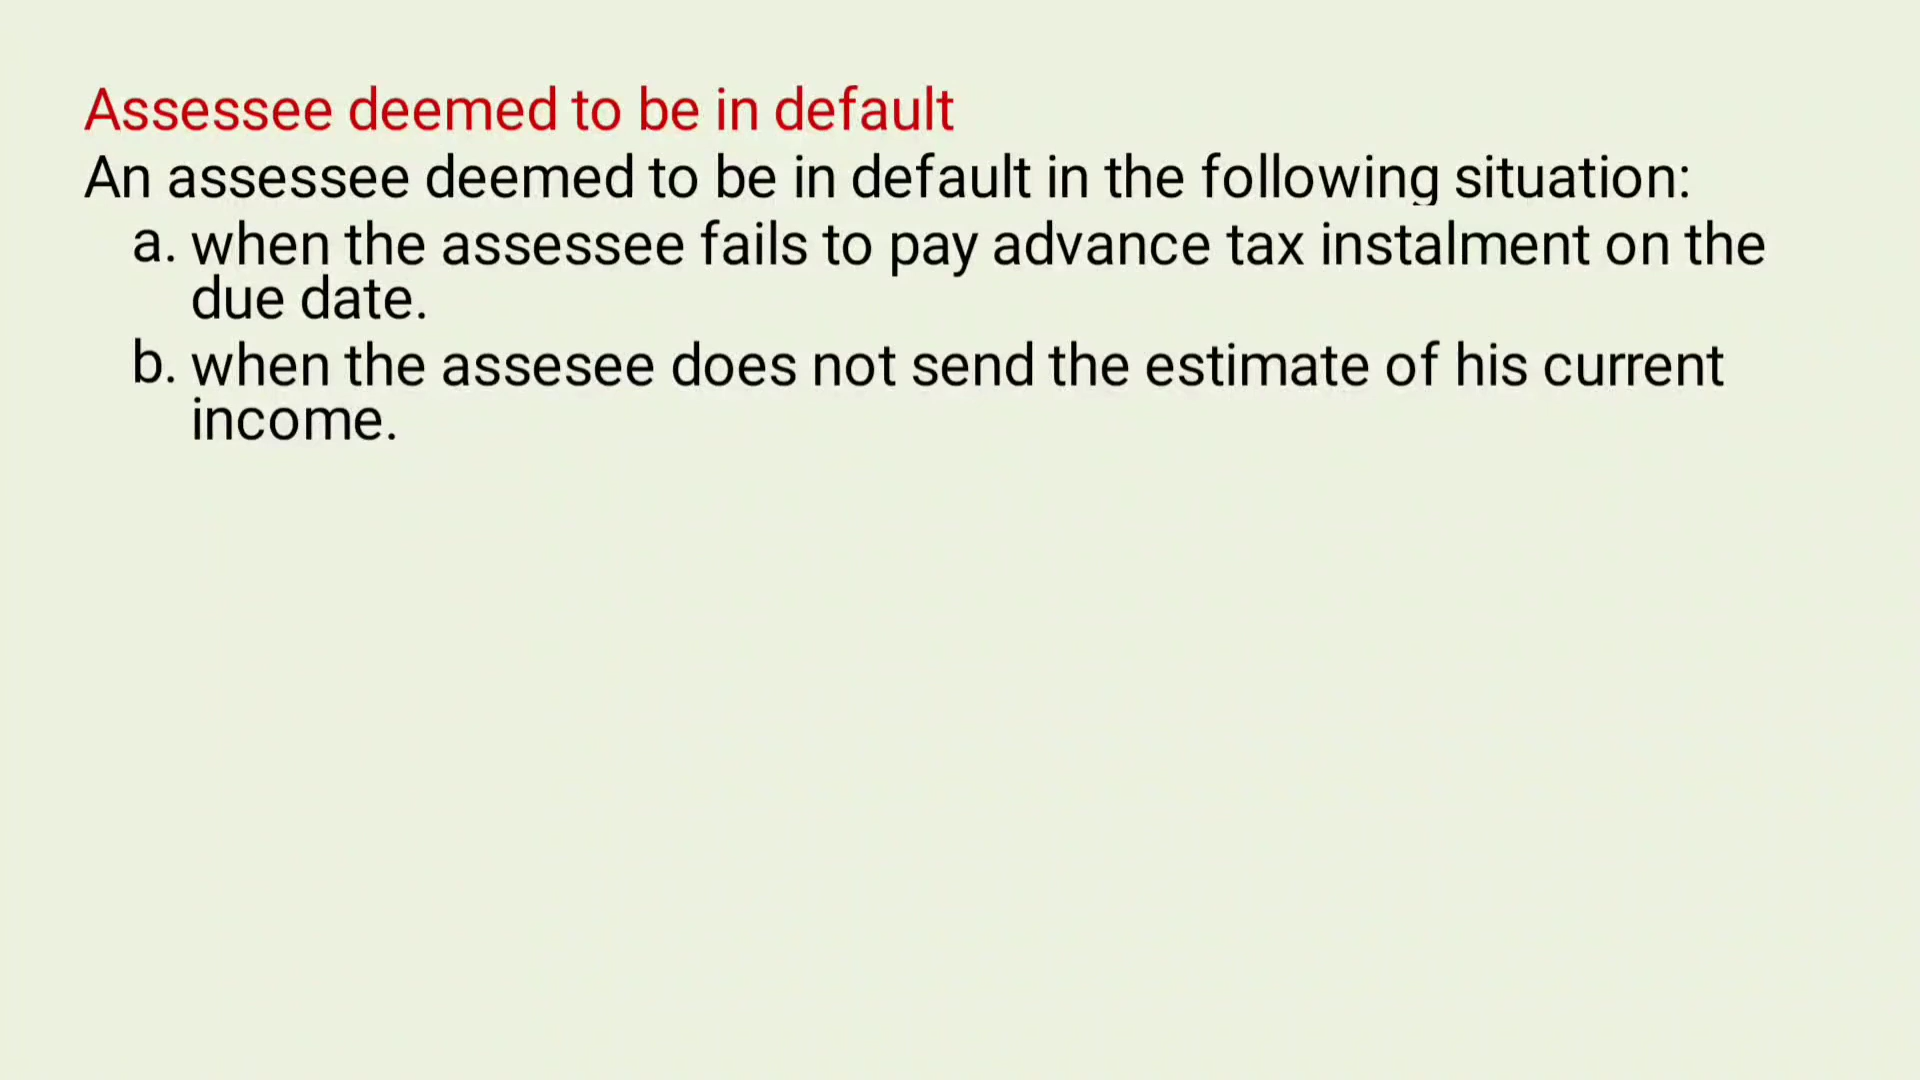 Assessee deemed to be in default
An assessee deemed to be in default in the following situation:
a. when the assessee fails to pay advance tax instalment on the
due date.
b. when the assesee does not send the estimate of his current
income.